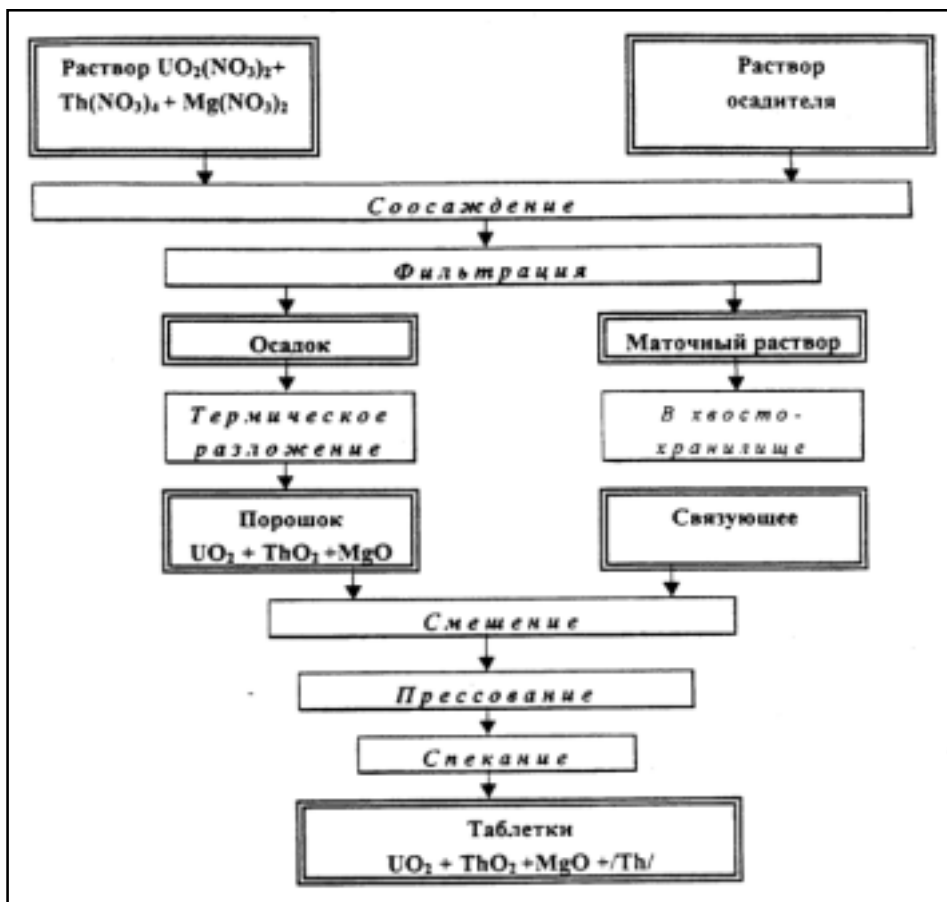 Раствор UO₂(NO₃)₂+
Th(NO₃)₄ + Mg(NO₃)₂
Раствор
осадителя
Соосаждение
Фильтрация
Осадок
Маточный раствор
Термическое
разложение
В хвосто-
хранилище
Порошок
UO₂ + ThO₂ +MgO
Связующее
Смешение
Прессование
Спекание
Таблетки
UO₂ + ThO₂ +MgO +/Th/